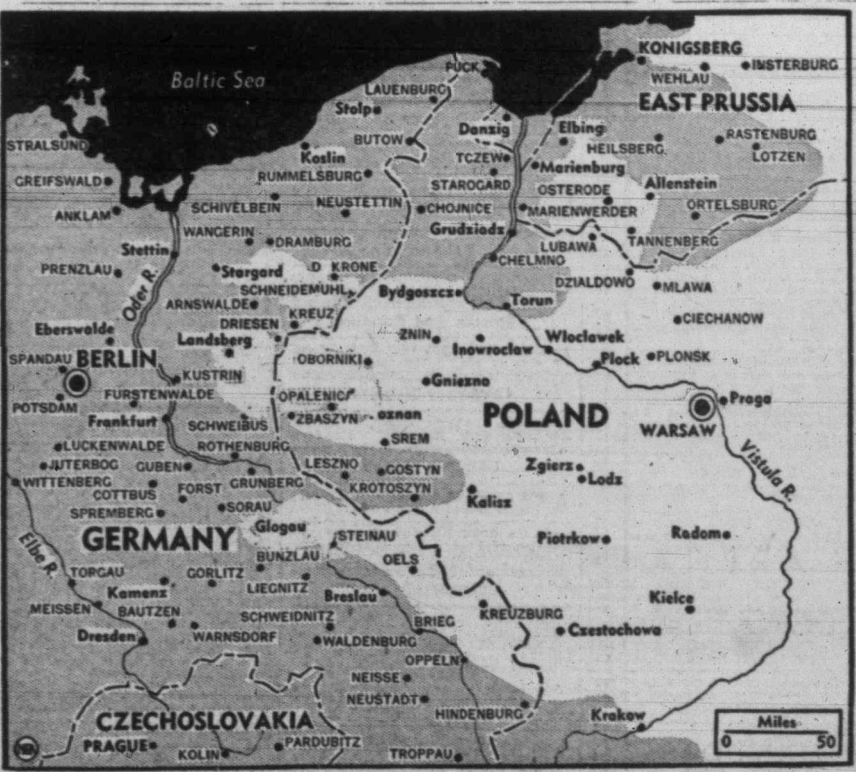 Baltic Sea
PUCK
KONIGSBERG
WEHLAU
INSTERBURG
EAST PRUSSIA
LAUENBURG
Stolp
BUTOW
Danzig
Elbing
HEILSBERG
RASTENBURG
LOTZEN
STRALSUND
Koslin
RUMMELSBURG
TCZEW
Marienburg
GREIFSWALD
STAROGARD
OSTERODE
Allenstein
ANKLAM
SCHIVELBEIN
NEUSTETTIN
CHOJNICE
MARIENWERDER
ORTELSBURG
WANGERIN
DRAMBURG
Grudziadz
LUBAWA
TANNENBERG
Stettin
CHELMNO
PRENZLAU
Oder R.
Stargard
D KRONE
SCHNEIDEMUHL
Bydgoszcz
Torun
DZIALDOWO
MLAWA
ARNSWALDE
KREUZ
DRIESEN
CIECHANOW
Eberswalde
Landsberg
ZNIN
Inowroclaw
Wloclawek
SPANDAU
BERLIN
OBORNIKI
Plock
PLONSK
KUSTRIN
Gniezno
POTSDAM
FURSTENWALDE
OPALENIC
Praga
Frankfurt
SCHWEIBUS
ZBASZYN
oznan
POLAND
WARSAW
LUCKENWALDE
ROTHENBURG
SREM
JUTERBOG
GUBEN
LESZNO
GOSTYN
Zgierz
Lodz
Vistula R.
WITTENBERG
COTTBUS
FORST
GRUNBERG
KROTOSZYN
Kalisz
SPREMBERG
SORAU
GERMANY
Glogau
STEINAU
Piotrkow
Radom
Elbe R.
BUNZLAU
OELS
TORGAU
Kamenz
GORLITZ
LIEGNITZ
Breslau
Kielce
MEISSEN
BAUTZEN
SCHWEIDNITZ
BRIEG
KREUZBURG
Dresden
WARNSDORF
WALDENBURG
Czestochowa
OPPELN
NEISSE
NEUSTADT
HINDENBURG
CZECHOSLOVAKIA
Krakow
Miles
0 50
PRAGUE
KOLIN
PARDUBITZ
TROPPAU
NEA